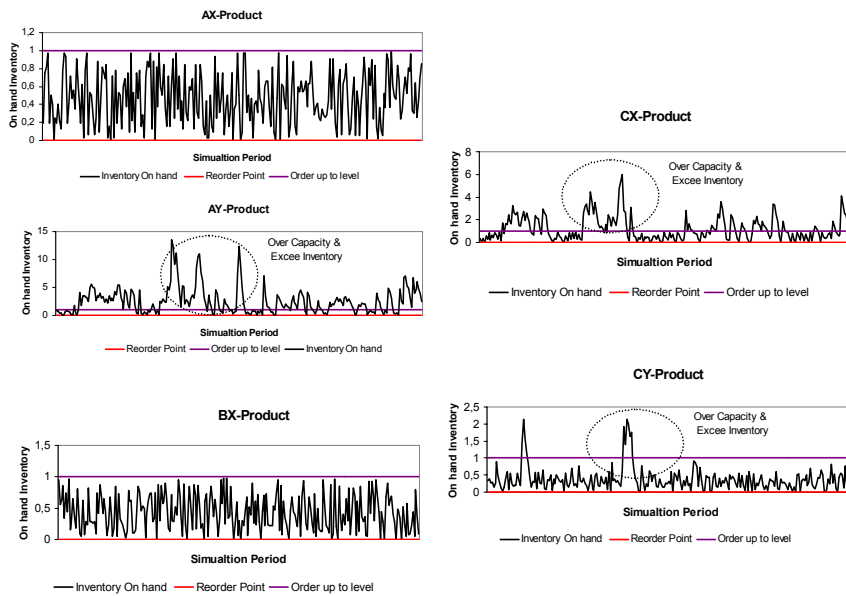 AX-Product
On hand Inventory
1,2
1
0,8
0,6
0,4
0,2
0
Simualtion Period
Inventory On hand Reorder Point Order up to level
AY-Product
On hand Inventory
15
10
5
0
Over Capacity &
Excee Inventory
Simualtion Period
Reorder Point Order up to level Inventory On hand
BX-Product
On hand Inventory
1,5
1
0,5
0
Simualtion Period
Inventory On hand Reorder Point Order up to level
CX-Product
On hand Inventory
8
6
4
2
0
Over Capacity &
Excee Inventory
Simualtion Period
Inventory On hand Reorder Point Order up to level
CY-Product
On hand Inventory
2,5
2
1,5
1
0,5
0
Over Capacity &
Excee Inventory
Simualtion Period
Inventory On hand Reorder Point Order up to level